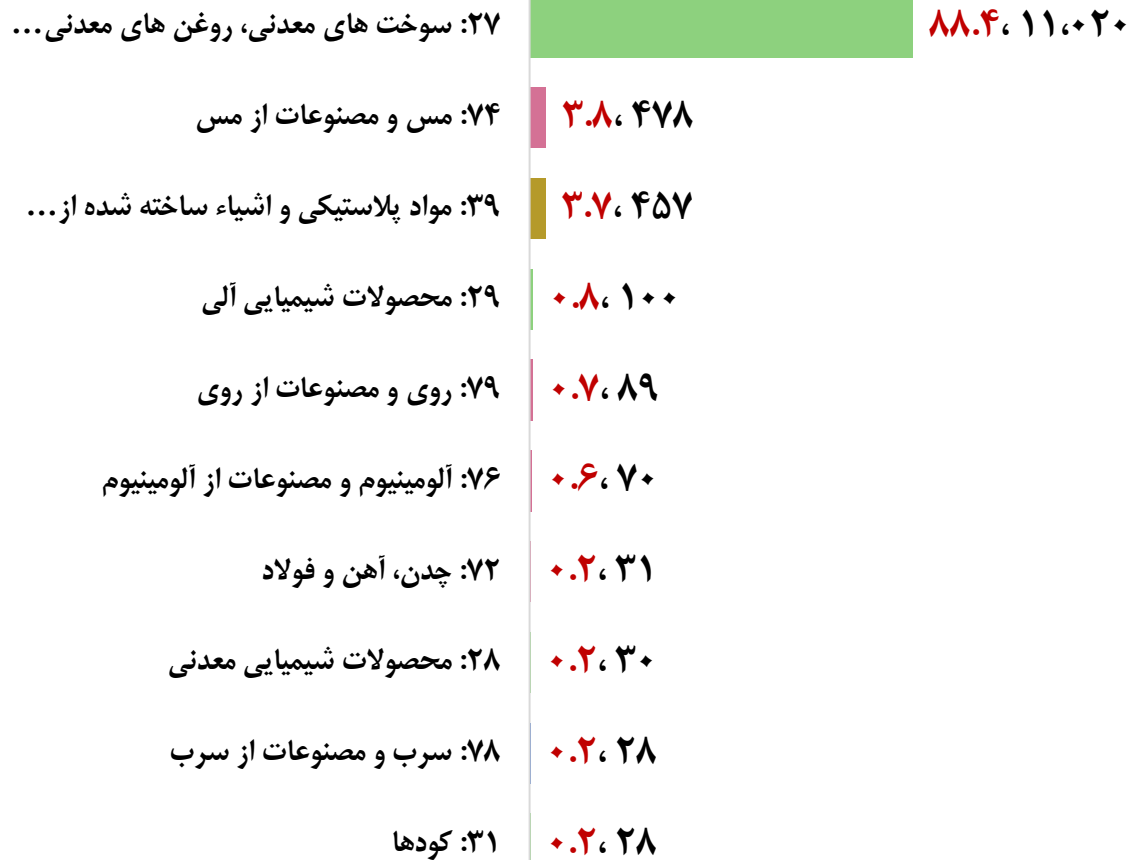 ۲۷: سوخت های معدنی، روغن های معدنی...
۸۸.۴، ۱۱،۰۲۰
۷۴: مس و مصنوعات از مس
۳.۸، ۴۷۸
۳۹: مواد پلاستیکی و اشیاء ساخته شده از...
۳.۷، ۴۵۷
۲۹: محصولات شیمیایی آلی
۰.۸، ۱۰۰
۷۹: روی و مصنوعات از روی
۰.۷، ۸۹
۷۶: آلومینیوم و مصنوعات از آلومینیوم
۰.۶، ۷۰
۷۲: چدن، آهن و فولاد
۰.۲، ۳۱
۲۸: محصولات شیمیایی معدنی
۰.۲، ۳۰
۷۸: سرب و مصنوعات از سرب
۰.۲، ۲۸
۳۱: کودها
۰.۲، ۲۸